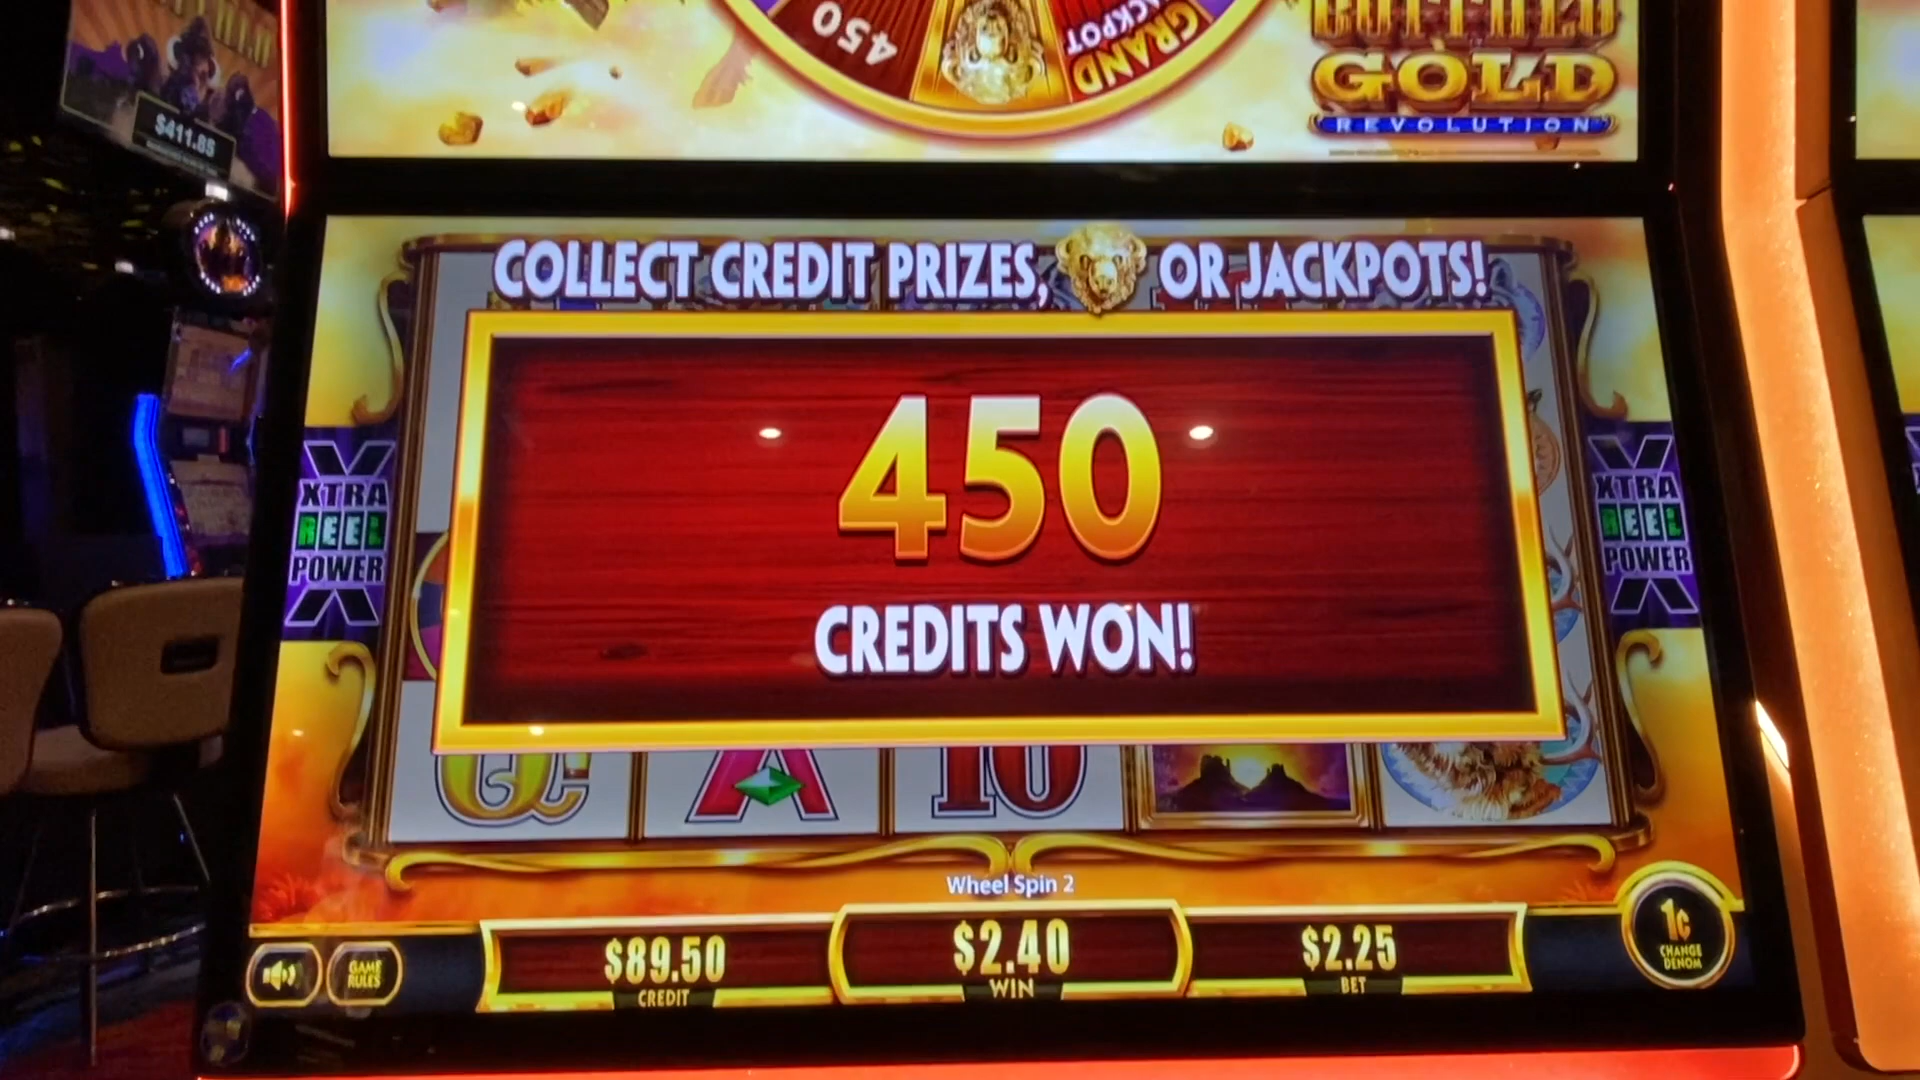 450
GRAND
JACKPOT
BUFFALO
GOLD
REVOLUTION
$411.85
COLLECT CREDIT PRIZES, OR JACKPOTS!
450
CREDITS WON!
XTRA
REEL
POWER
XTRA
REEL
POWER
Q
A
10
Wheel Spin 2
GAME
RULES
$89.50
CREDIT
$2.40
WIN
$2.25
BET
1¢
CHANGE
DENOM